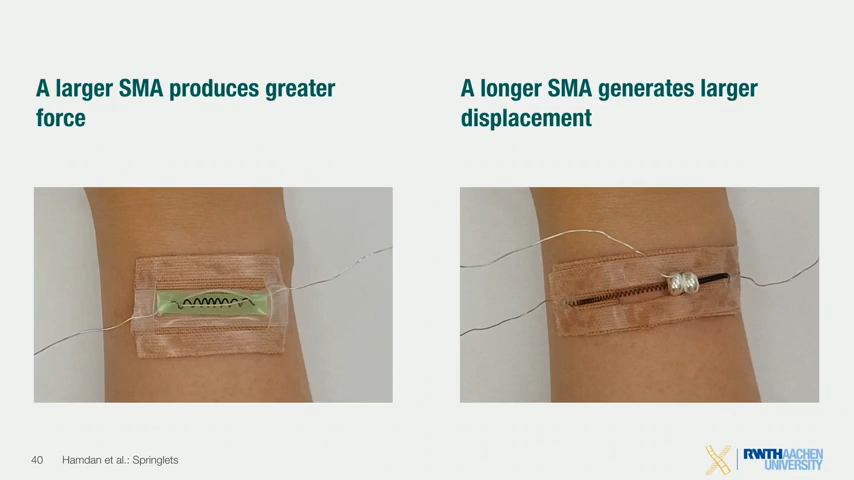 A larger SMA produces greater
force
A longer SMA generates larger
displacement
40 Hamdan et al.: Springlets
RWTHAACHEN
UNIVERSITY